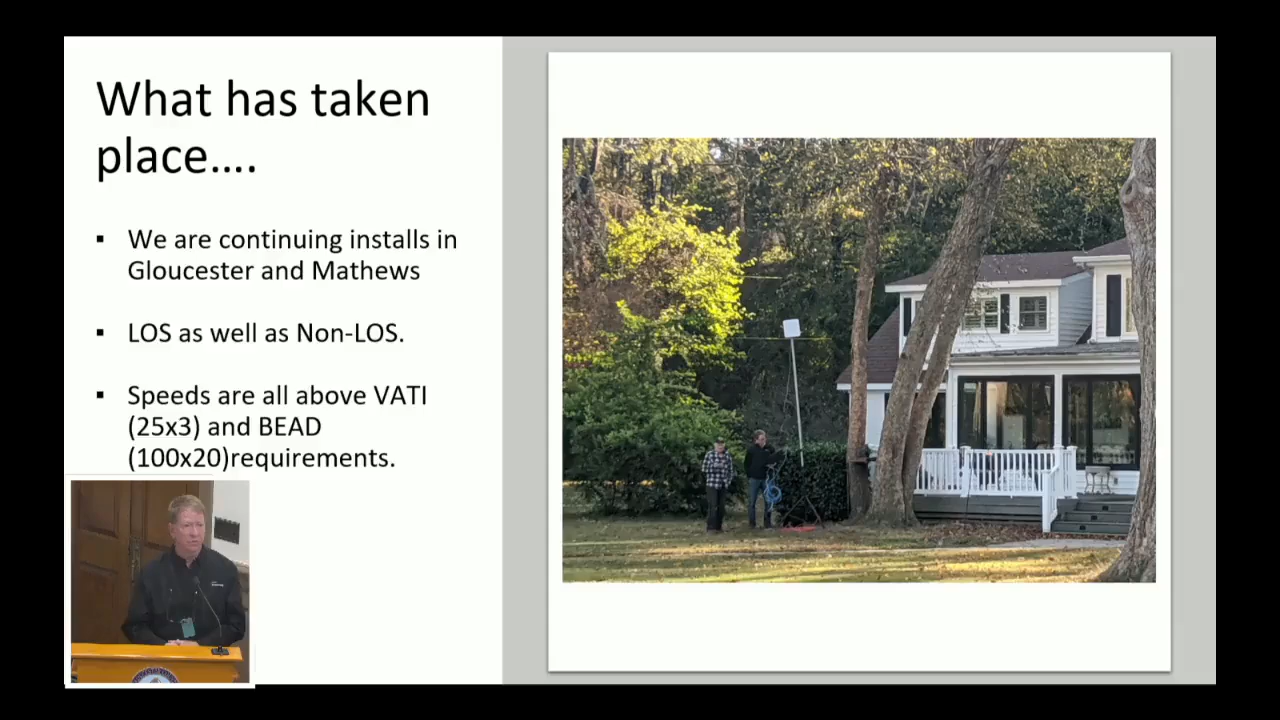 What has taken
place....
▪ We are continuing installs in
Gloucester and Mathews
▪ LOS as well as Non-LOS.
▪ Speeds are all above VATI
(25x3) and BEAD
(100x20)requirements.